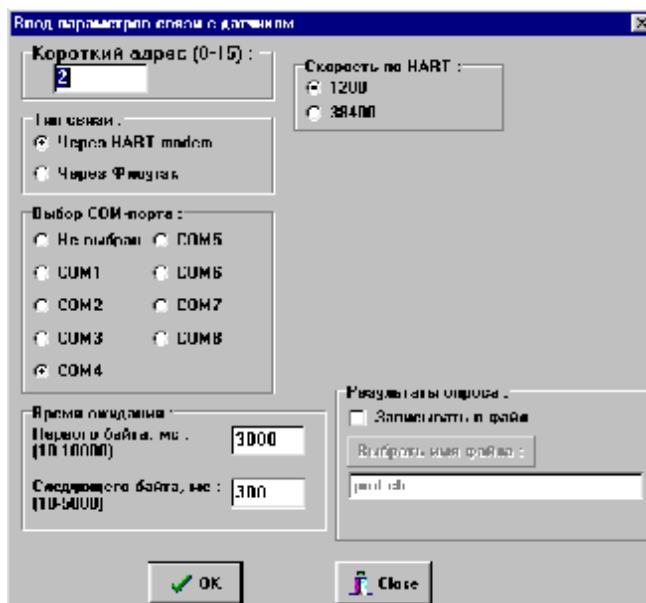 Ввод параметров связи с датчиком
Короткий адрес (0-15) :
2
Скорость по HART :
1200
38400
Тип связи :
Через HART modem
Через
Выбор COM-порта :
Не выбран
COM5
COM1
COM6
COM2
COM7
COM3
COM8
COM4
Результаты опроса :
Время ожидания :
Записывать в файл
Первого байта, мс :
3000
(10-10000)
Выбрать имя файла :
Следующего байта, мс :
300
(10-5000)
OK
Close